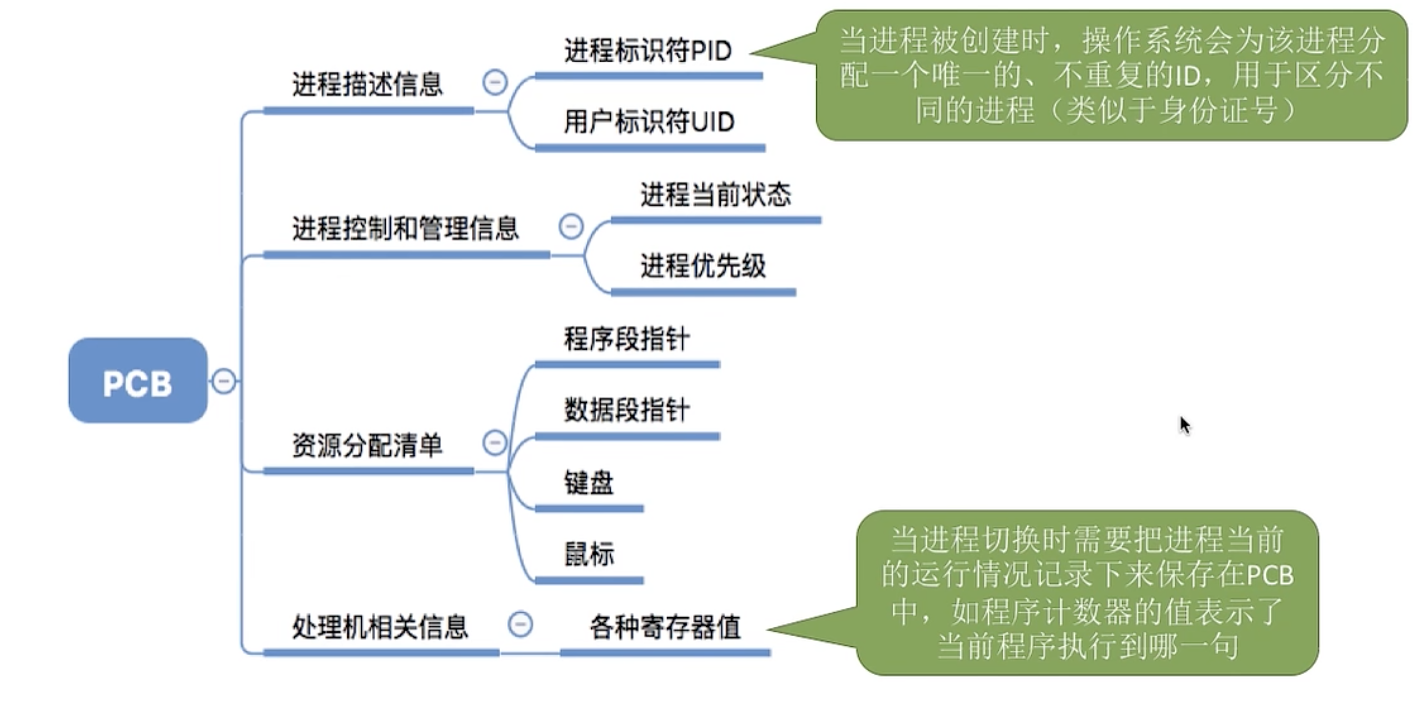 进程标识符PID
当进程被创建时，操作系统会为该进程分
配一个唯一的、不重复的ID，用于区分不
同的进程（类似于身份证号）
进程描述信息
用户标识符UID
进程当前状态
进程控制和管理信息
进程优先级
程序段指针
PCB
数据段指针
资源分配清单
键盘
鼠标
当进程切换时需要把进程当前
的运行情况记录下来保存在PCB
中，如程序计数器的值表示了
当前程序执行到哪一句
处理机相关信息
各种寄存器值